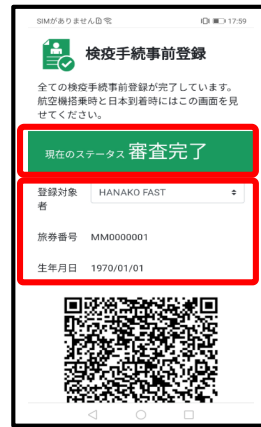 SIMがありません
17:59
検疫手続事前登録
全ての検疫手続事前登録が完了しています。
航空機搭乗時と日本到着時にはこの画面を見
せてください。
現在のステータス 審査完了
登録対象 HANAKO FAST
者
旅券番号 MM0000001
生年月日 1970/01/01